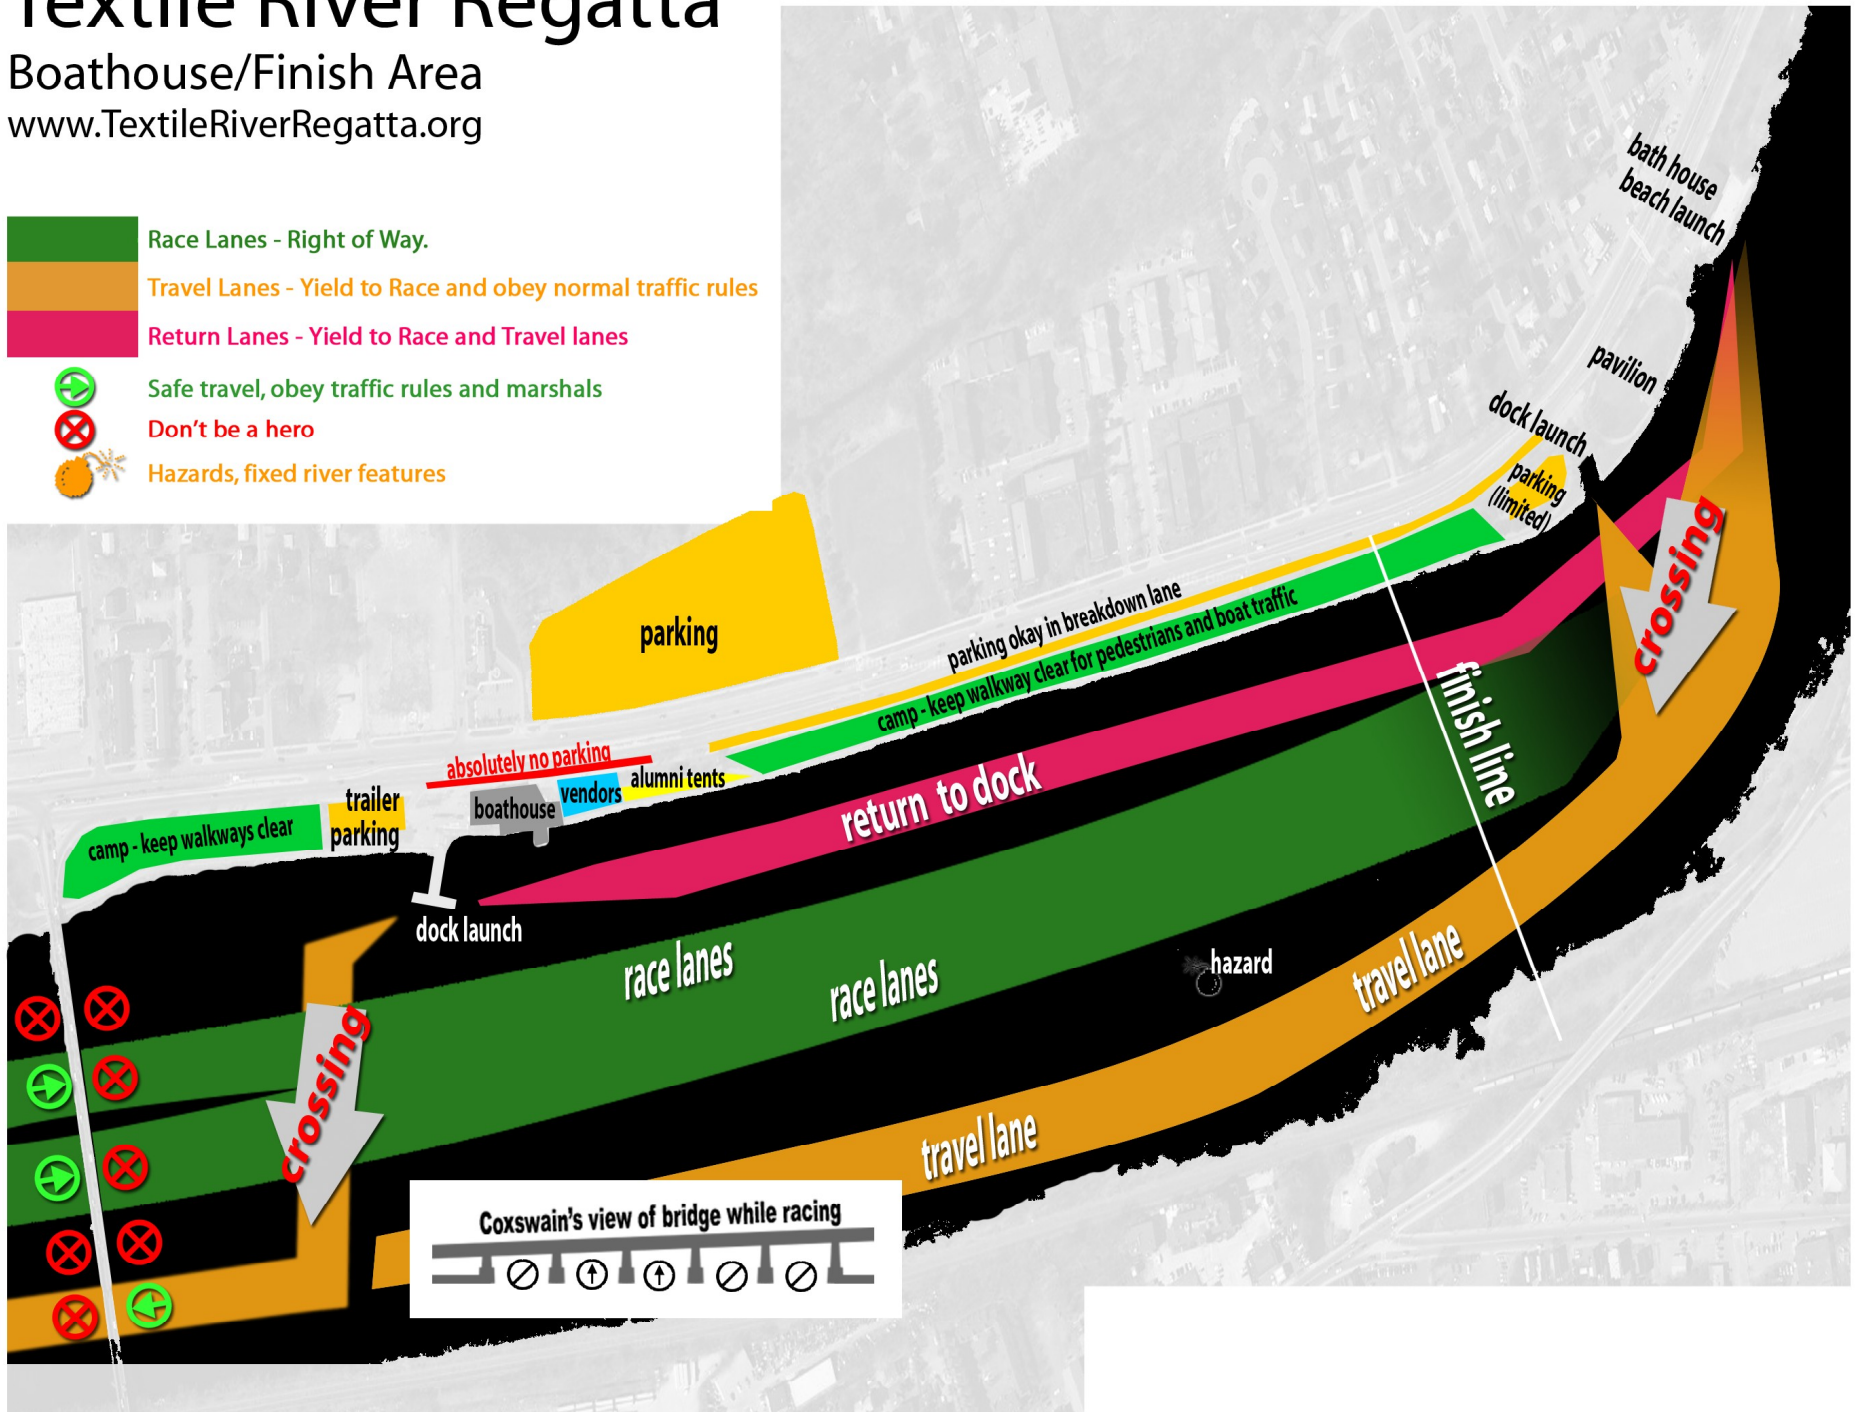 Textile River Regatta
Boathouse/Finish Area
www.TextileRiverRegatta.org
Race Lanes - Right of Way.
Travel Lanes - Yield to Race and obey normal traffic rules
Return Lanes - Yield to Race and Travel lanes
Safe travel, obey traffic rules and marshals
Don't be a hero
Hazards, fixed river features
bath house
beach launch
pavilion
dock launch
parking
(limited)
crossing
parking
parking okay in breakdown lane
camp - keep walkway clear for pedestrians and boat traffic
finish line
absolutely no parking
alumni tents
vendors
boathouse
trailer
parking
camp - keep walkways clear
return to dock
dock launch
race lanes
race lanes
hazard
travel lane
travel lane
crossing
Coxswain's view of bridge while racing